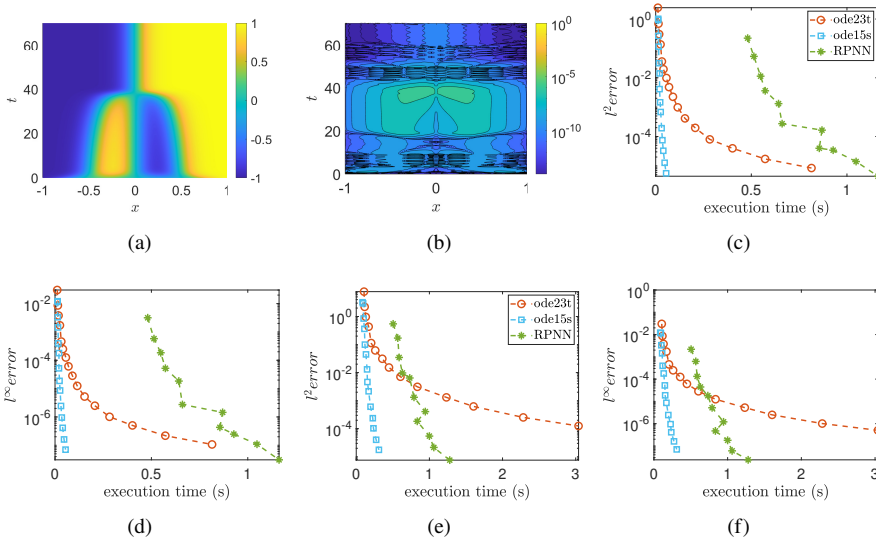 60
40
20
0
t
-1
-0.5
0
0.5
1
x
1
0.5
0
-0.5
-1
(a)
60
40
20
0
t
-1
-0.5
0
0.5
1
x
10^0
10^-5
10^-10
(b)
10^0
10^-2
10^-4
l^2 error
0
0.5
1
execution time (s)
ode23t
ode15s
RPNN
(c)
10^-2
10^-4
10^-6
l^∞ error
0
0.5
1
execution time (s)
(d)
10^0
10^-2
10^-4
l^2 error
0
1
2
3
execution time (s)
ode23t
ode15s
RPNN
(e)
10^0
10^-2
10^-4
10^-6
l^∞ error
0
1
2
3
execution time (s)
(f)